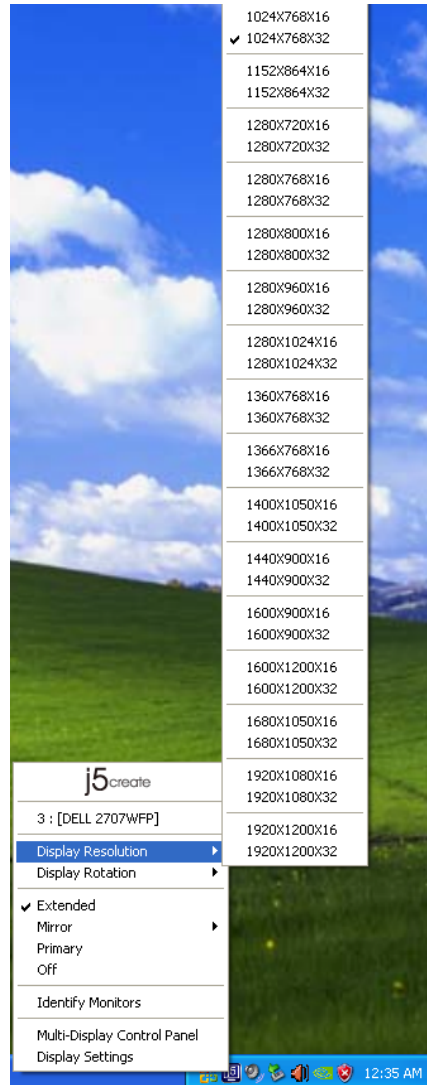 1024X768X16
1024X768X32
1152X864X16
1152X864X32
1280X720X16
1280X720X32
1280X768X16
1280X768X32
1280X800X16
1280X800X32
1280X960X16
1280X960X32
1280X1024X16
1280X1024X32
1360X768X16
1360X768X32
1366X768X16
1366X768X32
1400X1050X16
1400X1050X32
1440X900X16
1440X900X32
1600X900X16
1600X900X32
1600X1200X16
1600X1200X32
1680X1050X16
1680X1050X32
1920X1080X16
1920X1080X32
1920X1200X16
1920X1200X32
j5create
3 : [DELL 2707WFP]
Display Resolution
Display Rotation
Extended
Mirror
Primary
Off
Identify Monitors
Multi-Display Control Panel
Display Settings
12:35 AM